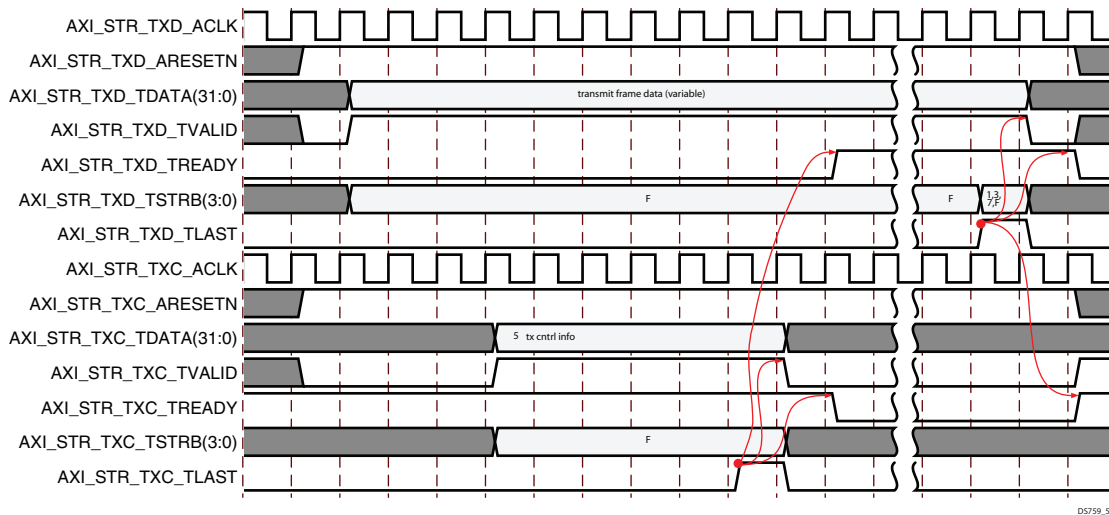 AXI_STR_TXD_ACLK
AXI_STR_TXD_ARESETN
AXI_STR_TXD_TDATA(31:0)
transmit frame data (variable)
AXI_STR_TXD_TVALID
AXI_STR_TXD_TREADY
AXI_STR_TXD_TSTRB(3:0)
F
F
1,3,
7,F
AXI_STR_TXD_TLAST
AXI_STR_TXC_ACLK
AXI_STR_TXC_ARESETN
AXI_STR_TXC_TDATA(31:0)
5 tx cntrl info
AXI_STR_TXC_TVALID
AXI_STR_TXC_TREADY
AXI_STR_TXC_TSTRB(3:0)
F
AXI_STR_TXC_TLAST
DS759_5